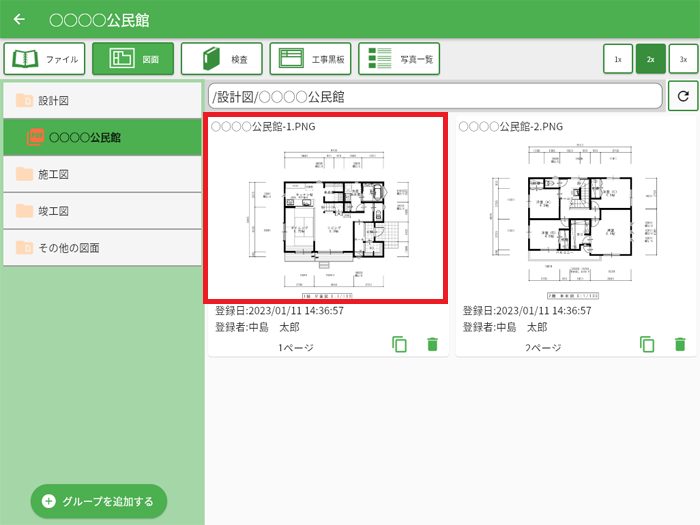 ○○○○公民館
ファイル
図面
検査
工事黒板
写真一覧
1x
2x
3x
設計図
○○○○公民館
施工図
竣工図
その他の図面
グループを追加する
/設計図/○○○○公民館
○○○○公民館-1.PNG
登録日:2023/01/11 14:36:57
登録者:中島　太郎
1ページ
○○○○公民館-2.PNG
登録日:2023/01/11 14:36:57
登録者:中島　太郎
2ページ